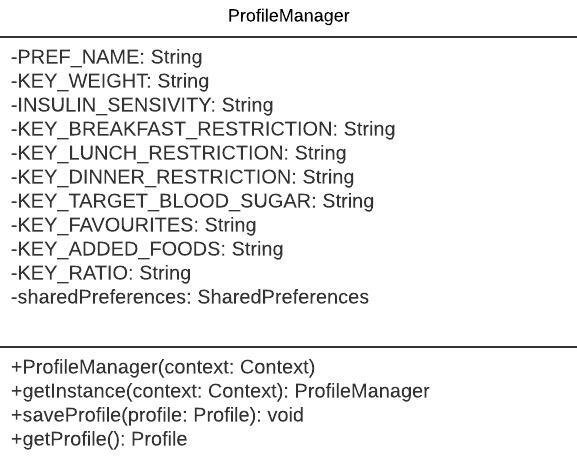 ProfileManager
-PREF_NAME: String
-KEY_WEIGHT: String
-INSULIN_SENSIVITY: String
-KEY_BREAKFAST_RESTRICTION: String
-KEY_LUNCH_RESTRICTION: String
-KEY_DINNER_RESTRICTION: String
-KEY_TARGET_BLOOD_SUGAR: String
-KEY_FAVOURITES: String
-KEY_ADDED_FOODS: String
-KEY_RATIO: String
-sharedPreferences: SharedPreferences
+ProfileManager(context: Context)
+getInstance(context: Context): ProfileManager
+saveProfile(profile: Profile): void
+getProfile(): Profile